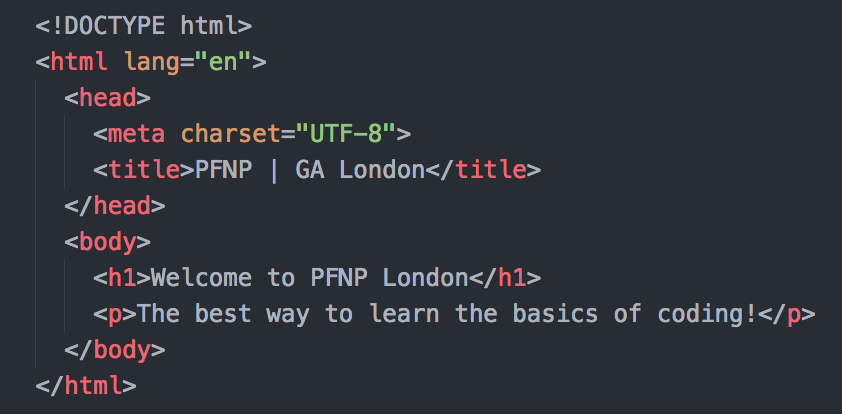 <!DOCTYPE html>
<html lang="en">
  <head>
    <meta charset="UTF-8">
    <title>PFNP | GA London</title>
  </head>
  <body>
    <h1>Welcome to PFNP London</h1>
    <p>The best way to learn the basics of coding!</p>
  </body>
</html>